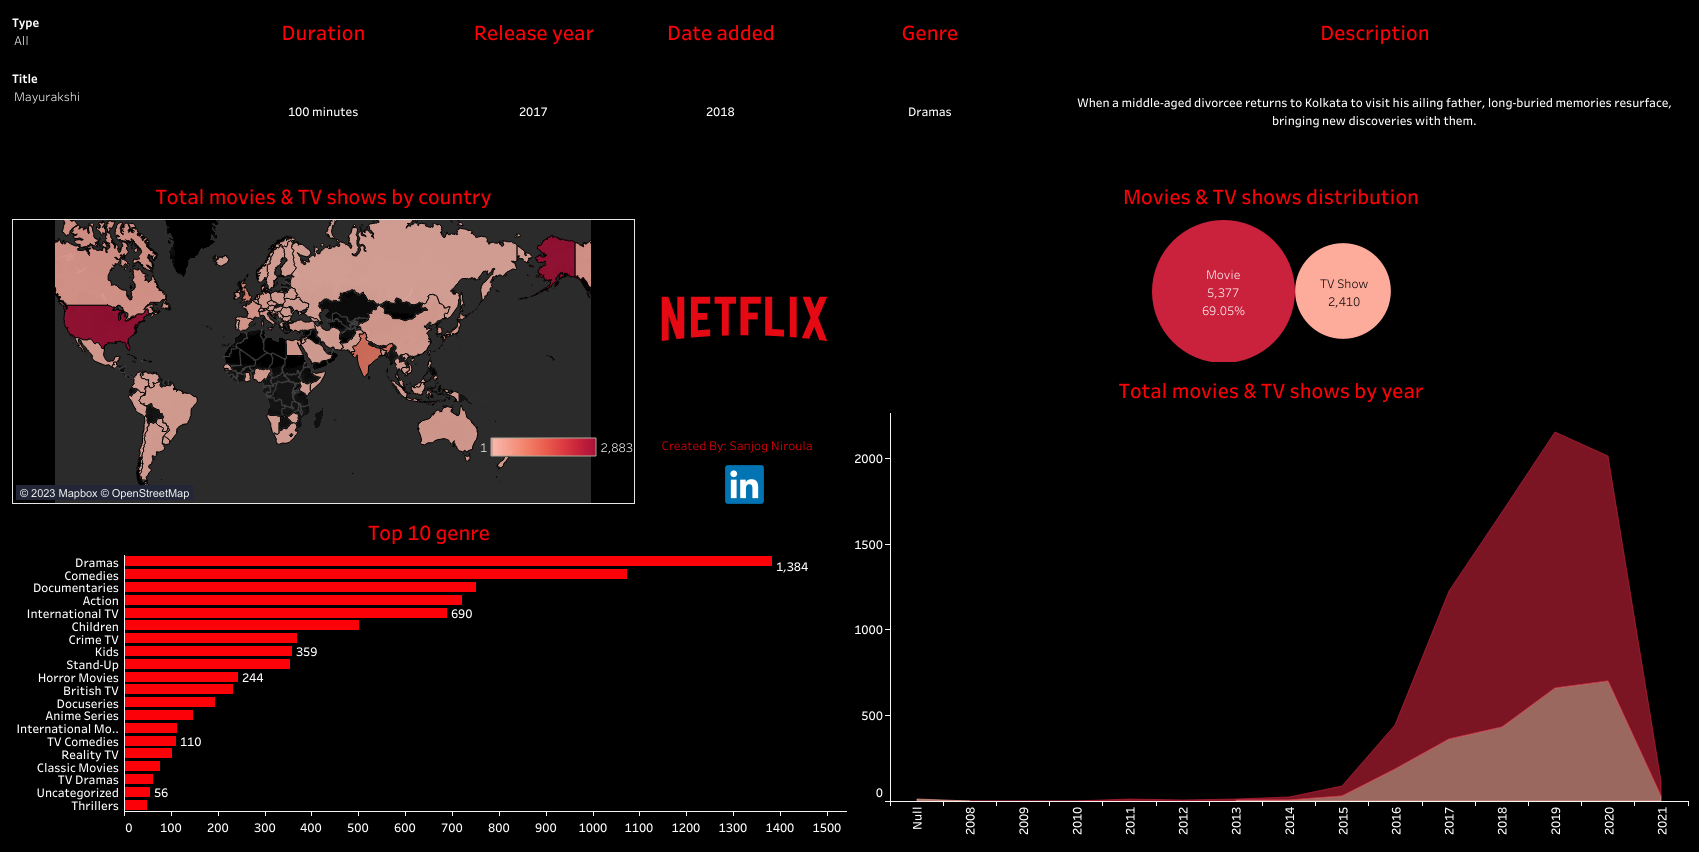 Type
All
Title
Mayurakshi
Duration
100 minutes
Release year
2017
Date added
2018
Genre
Dramas
Description
When a middle-aged divorcee returns to Kolkata to visit his ailing father, long-buried memories resurface,
bringing new discoveries with them.
Total movies & TV shows by country
1
2,883
© 2023 Mapbox © OpenStreetMap
NETFLIX
Created By: Sanjog Niroula
in
Movies & TV shows distribution
Movie
5,377
69.05%
TV Show
2,410
Top 10 genre
Dramas
1,384
Comedies
Documentaries
Action
International TV
690
Children
Crime TV
Kids
359
Stand-Up
Horror Movies
244
British TV
Docuseries
Anime Series
International Mo..
TV Comedies
110
Reality TV
Classic Movies
TV Dramas
Uncategorized
56
Thrillers
0 100 200 300 400 500 600 700 800 900 1000 1100 1200 1300 1400 1500
Total movies & TV shows by year
2000
1500
1000
500
0
Null 2008 2009 2010 2011 2012 2013 2014 2015 2016 2017 2018 2019 2020 2021